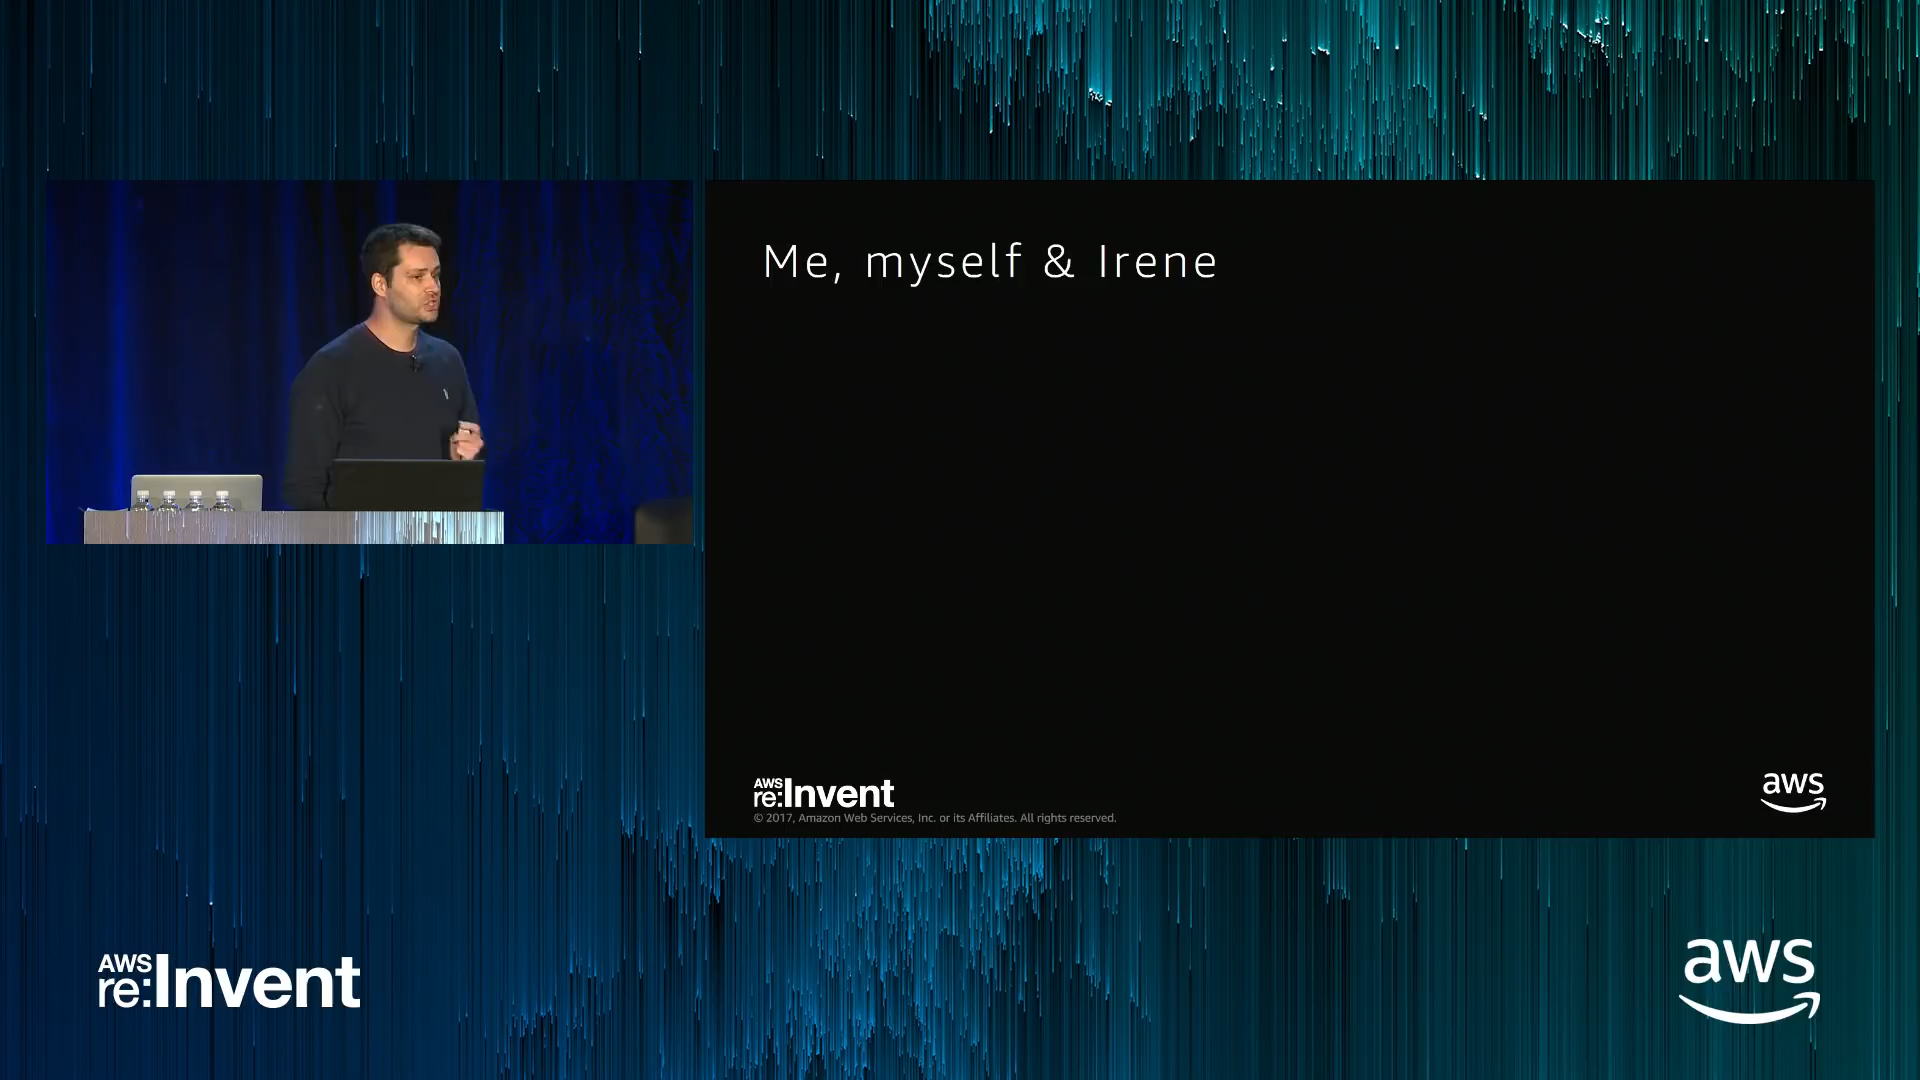 Me, myself & Irene
AWS
re:Invent
© 2017, Amazon Web Services, Inc. or its Affiliates. All rights reserved.
aws
AWS
re:Invent
aws